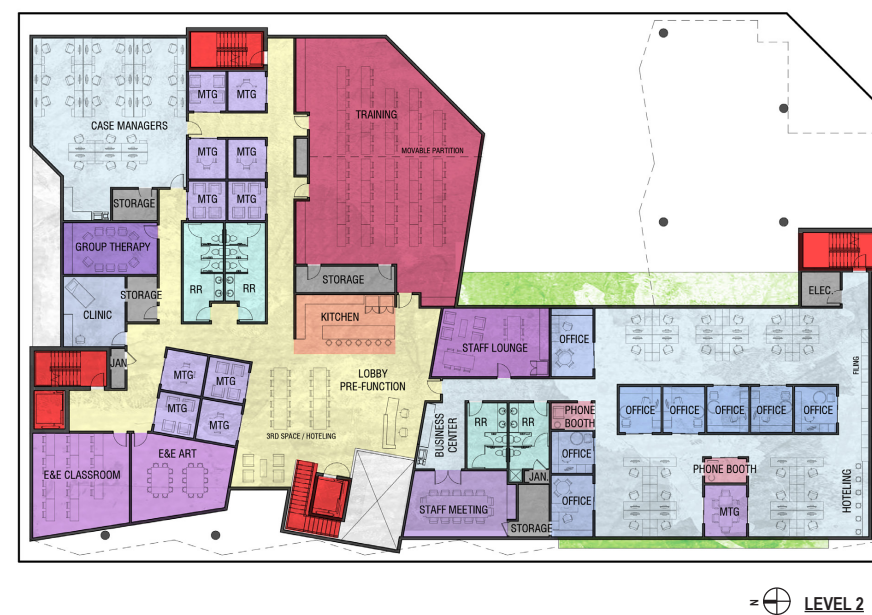 MTG
MTG
CASE MANAGERS
TRAINING
MOVABLE PARTITION
MTG
MTG
STORAGE
MTG
MTG
GROUP THERAPY
STORAGE
ELEC.
CLINIC
STORAGE
RR
RR
KITCHEN
OFFICE
STAFF LOUNGE
JAN
MTG
MTG
LOBBY
PRE-FUNCTION
FILING
MTG
MTG
3RD SPACE / HOTELING
BUSINESS
CENTER
RR
RR
PHONE
BOOTH
OFFICE
OFFICE
OFFICE
OFFICE
OFFICE
E&E CLASSROOM
E&E ART
OFFICE
PHONE BOOTH
JAN.
HOTELING
STAFF MEETING
OFFICE
MTG
STORAGE
N
LEVEL 2